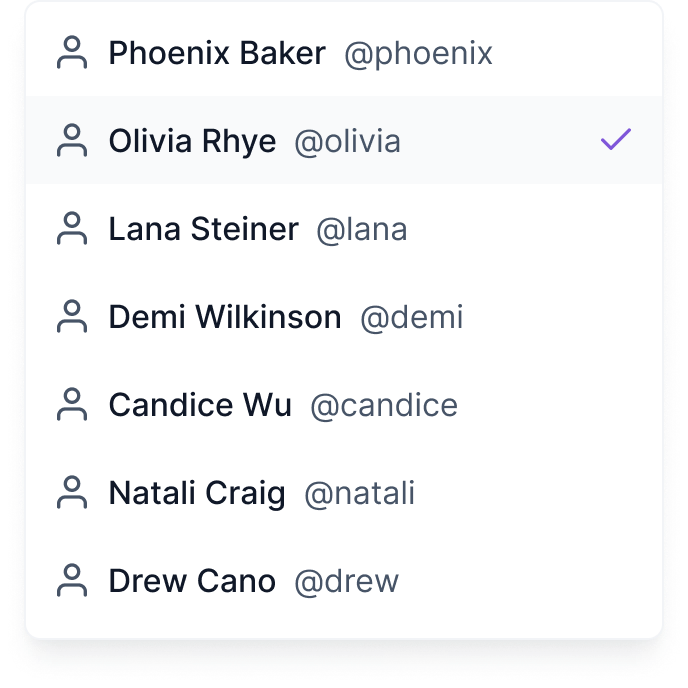 Phoenix Baker @phoenix
Olivia Rhye @olivia
Lana Steiner @lana
Demi Wilkinson @demi
Candice Wu @candice
Natali Craig @natali
Drew Cano @drew